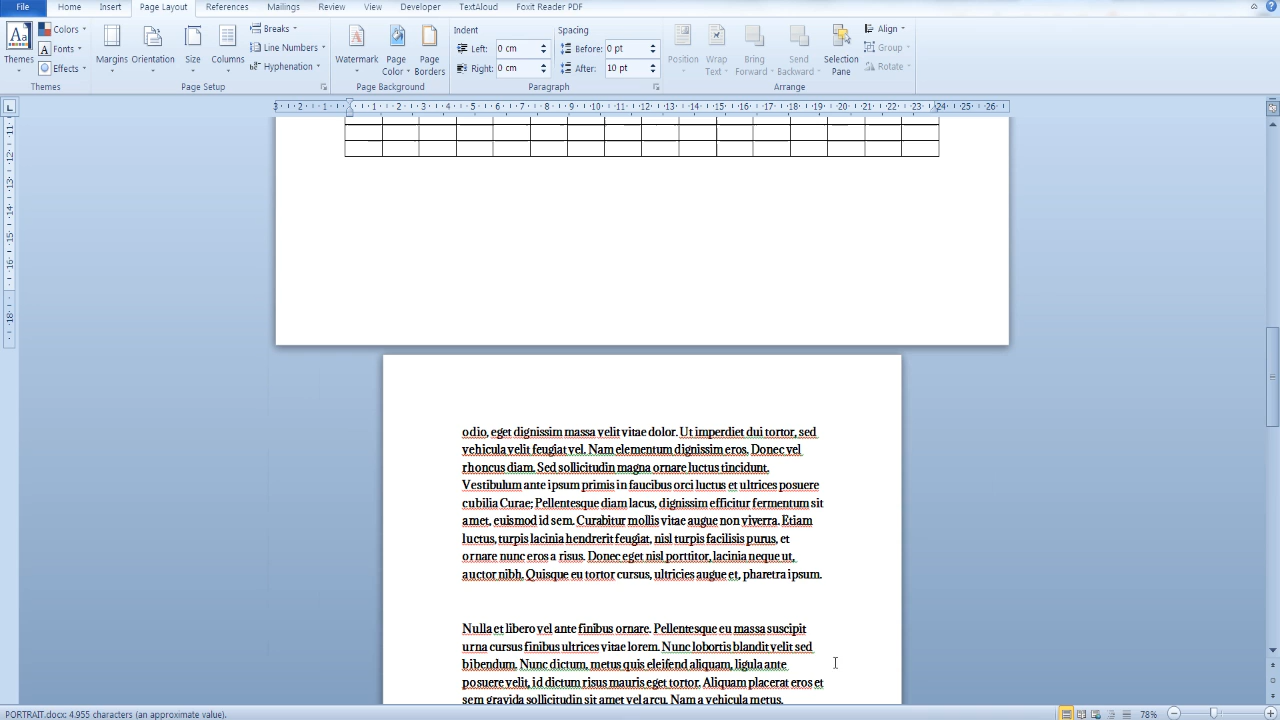 File Home Insert Page Layout References Mailings Review View Developer TextAloud Foxit Reader PDF
Themes Colors Fonts Effects Margins Orientation Size Columns Breaks Line Numbers Hyphenation Watermark Page Color Page Borders
Indent Spacing
Left: 0 cm Before: 0 pt
Right: 0 cm After: 10 pt
Position Wrap Text Bring Forward Send Backward Selection Pane Align Group Rotate
Themes Page Setup Page Background Paragraph Arrange
odio, eget dignissim massa velit vitae dolor. Ut imperdiet dui tortor, sed
vehicula velit feugiat vel. Nam elementum dignissim eros. Donec vel
rhoncus diam. Sed sollicitudin magna ornare luctus tincidunt.
Vestibulum ante ipsum primis in faucibus orci luctus et ultrices posuere
cubilia Curae; Pellentesque diam lacus, dignissim efficitur fermentum sit
amet, euismod id sem. Curabitur mollis vitae augue non viverra. Etiam
luctus, turpis lacinia hendrerit feugiat, nisl turpis facilisis purus, et
ornare nunc eros a risus. Donec eget nisl porttitor, lacinia neque ut,
auctor nibh. Quisque eu tortor cursus, ultricies augue et, pharetra ipsum.
Nulla et libero vel ante finibus ornare. Pellentesque eu massa suscipit
urna cursus finibus ultrices vitae lorem. Nunc lobortis blandit velit sed
bibendum. Nunc dictum, metus quis eleifend aliquam, ligula ante
posuere velit, id dictum risus mauris eget tortor. Aliquam placerat eros et
sem gravida sollicitudin sit amet vel arcu. Nam a vehicula metus.
PORTRAIT.docx: 4.955 characters (an approximate value). 78%